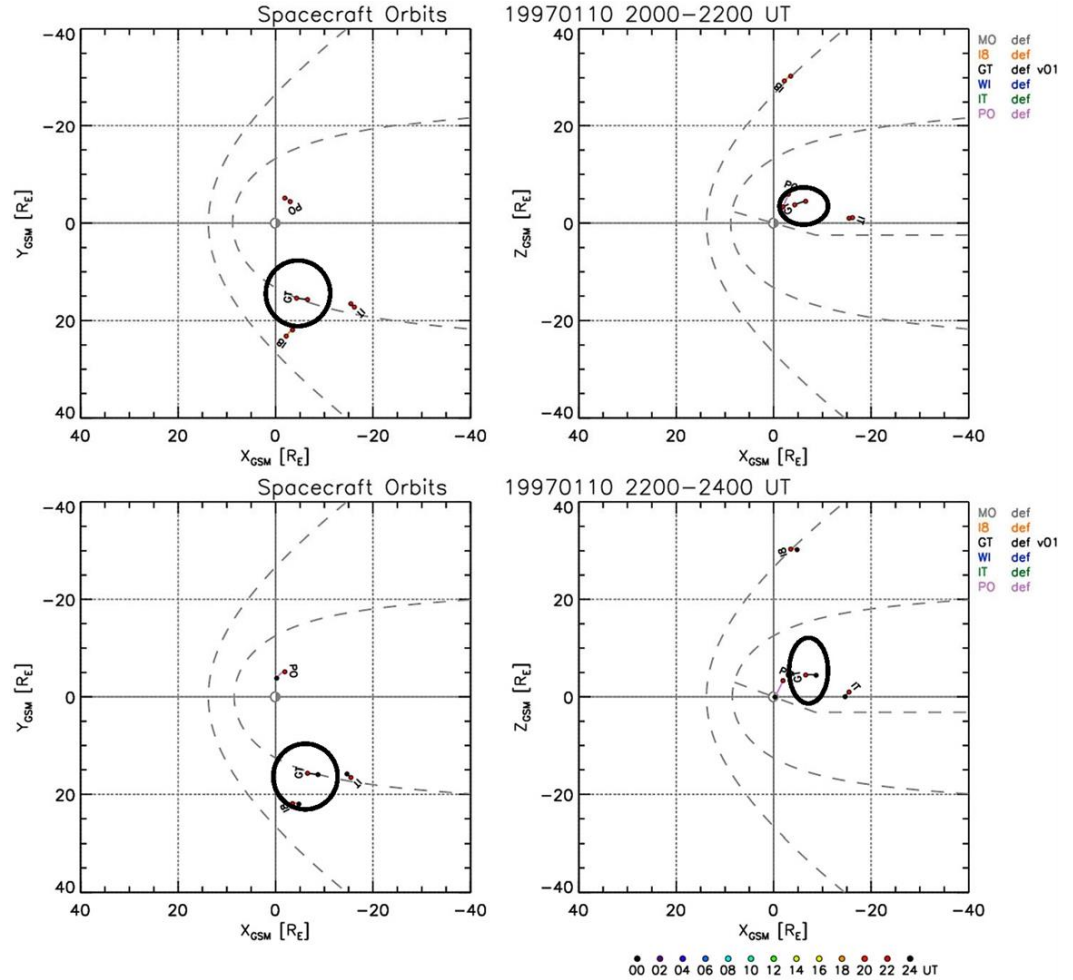 Spacecraft Orbits 19970110 2000−2200 UT
−40
−20
0
20
40
Y_GSM [R_E]
PO
GT
IT
I8
40 20 0 −20 −40
X_GSM [R_E]
40
20
0
−20
−40
Z_GSM [R_E]
I8
PO
GT
IT
40 20 0 −20 −40
X_GSM [R_E]
MO def
I8 def
GT def v01
WI def
IT def
PO def
Spacecraft Orbits 19970110 2200−2400 UT
−40
−20
0
20
40
Y_GSM [R_E]
PO
GT
IT
I8
40 20 0 −20 −40
X_GSM [R_E]
40
20
0
−20
−40
Z_GSM [R_E]
I8
GT
IT
40 20 0 −20 −40
X_GSM [R_E]
MO def
I8 def
GT def v01
WI def
IT def
PO def
00 02 04 06 08 10 12 14 16 18 20 22 24 UT